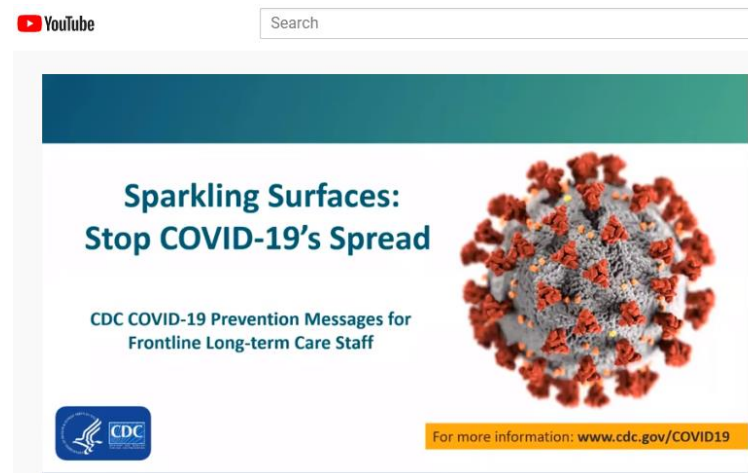 YouTube
Search
Sparkling Surfaces:
Stop COVID-19's Spread
CDC COVID-19 Prevention Messages for
Frontline Long-term Care Staff
CDC
For more information: www.cdc.gov/COVID19